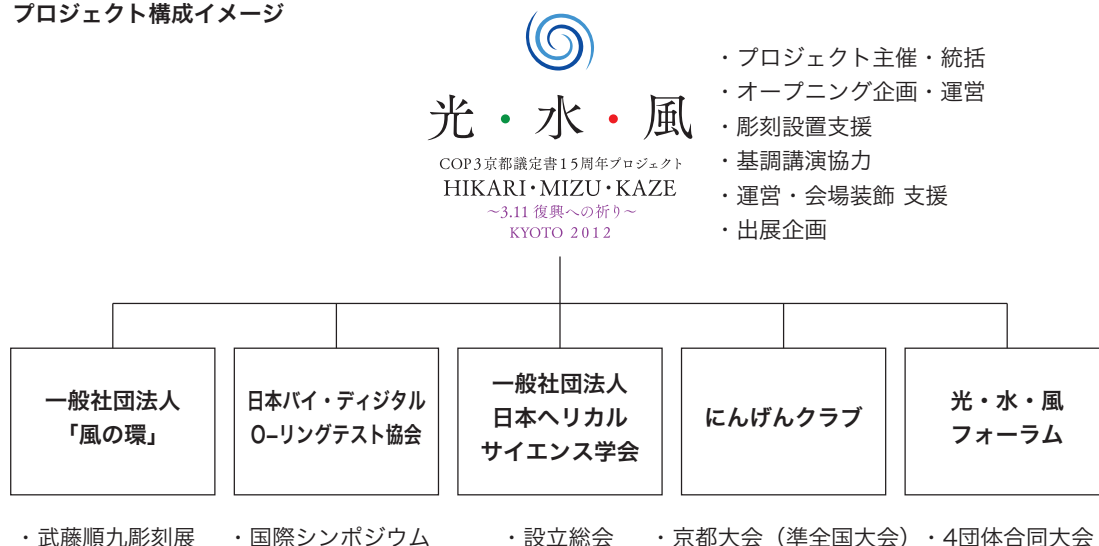 プロジェクト構成イメージ
光・水・風
COP3京都議定書15周年プロジェクト
HIKARI・MIZU・KAZE
～3.11 復興への祈り～
KYOTO 2012
・プロジェクト主催・統括
・オープニング企画・運営
・彫刻設置支援
・基調講演協力
・運営・会場装飾 支援
・出展企画
一般社団法人
「風の環」
日本バイ・ディジタル
O–リングテスト協会
一般社団法人
日本ヘリカル
サイエンス学会
にんげんクラブ
光・水・風
フォーラム
・武藤順九彫刻展
・国際シンポジウム
・設立総会
・京都大会（準全国大会）
・4団体合同大会